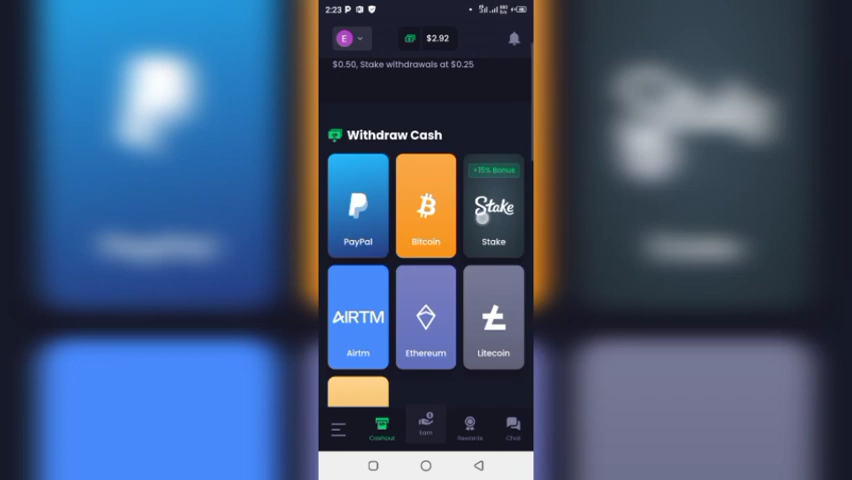 2:23
E
$2.92
$0.50, Stake withdrawals at $0.25
Withdraw Cash
PayPal
Bitcoin
+15% Bonus
Stake
Stake
AIRTM
Airtm
Ethereum
Litecoin
Cashout
Earn
Rewards
Chat